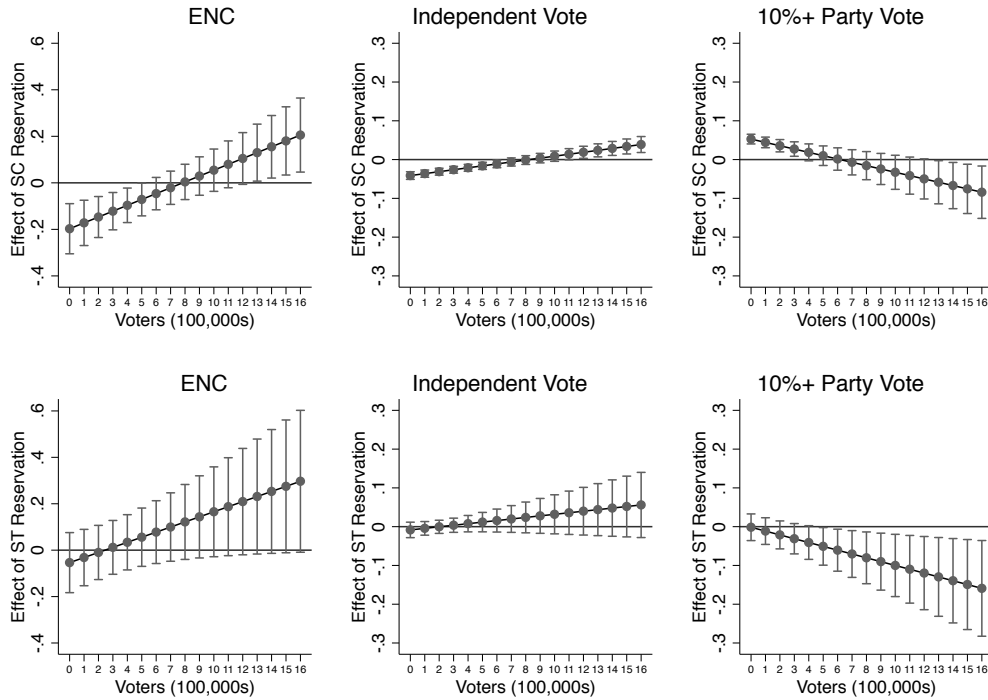 ENC
Effect of SC Reservation
.6
.4
.2
0
-.2
-.4
0 1 2 3 4 5 6 7 8 9 10 11 12 13 14 15 16
Voters (100,000s)
Independent Vote
Effect of SC Reservation
.3
.2
.1
0
-.1
-.2
-.3
0 1 2 3 4 5 6 7 8 9 10 11 12 13 14 15 16
Voters (100,000s)
10%+ Party Vote
Effect of SC Reservation
.3
.2
.1
0
-.1
-.2
-.3
0 1 2 3 4 5 6 7 8 9 10 11 12 13 14 15 16
Voters (100,000s)
ENC
Effect of ST Reservation
.6
.4
.2
0
-.2
-.4
0 1 2 3 4 5 6 7 8 9 10 11 12 13 14 15 16
Voters (100,000s)
Independent Vote
Effect of ST Reservation
.3
.2
.1
0
-.1
-.2
-.3
0 1 2 3 4 5 6 7 8 9 10 11 12 13 14 15 16
Voters (100,000s)
10%+ Party Vote
Effect of ST Reservation
.3
.2
.1
0
-.1
-.2
-.3
0 1 2 3 4 5 6 7 8 9 10 11 12 13 14 15 16
Voters (100,000s)